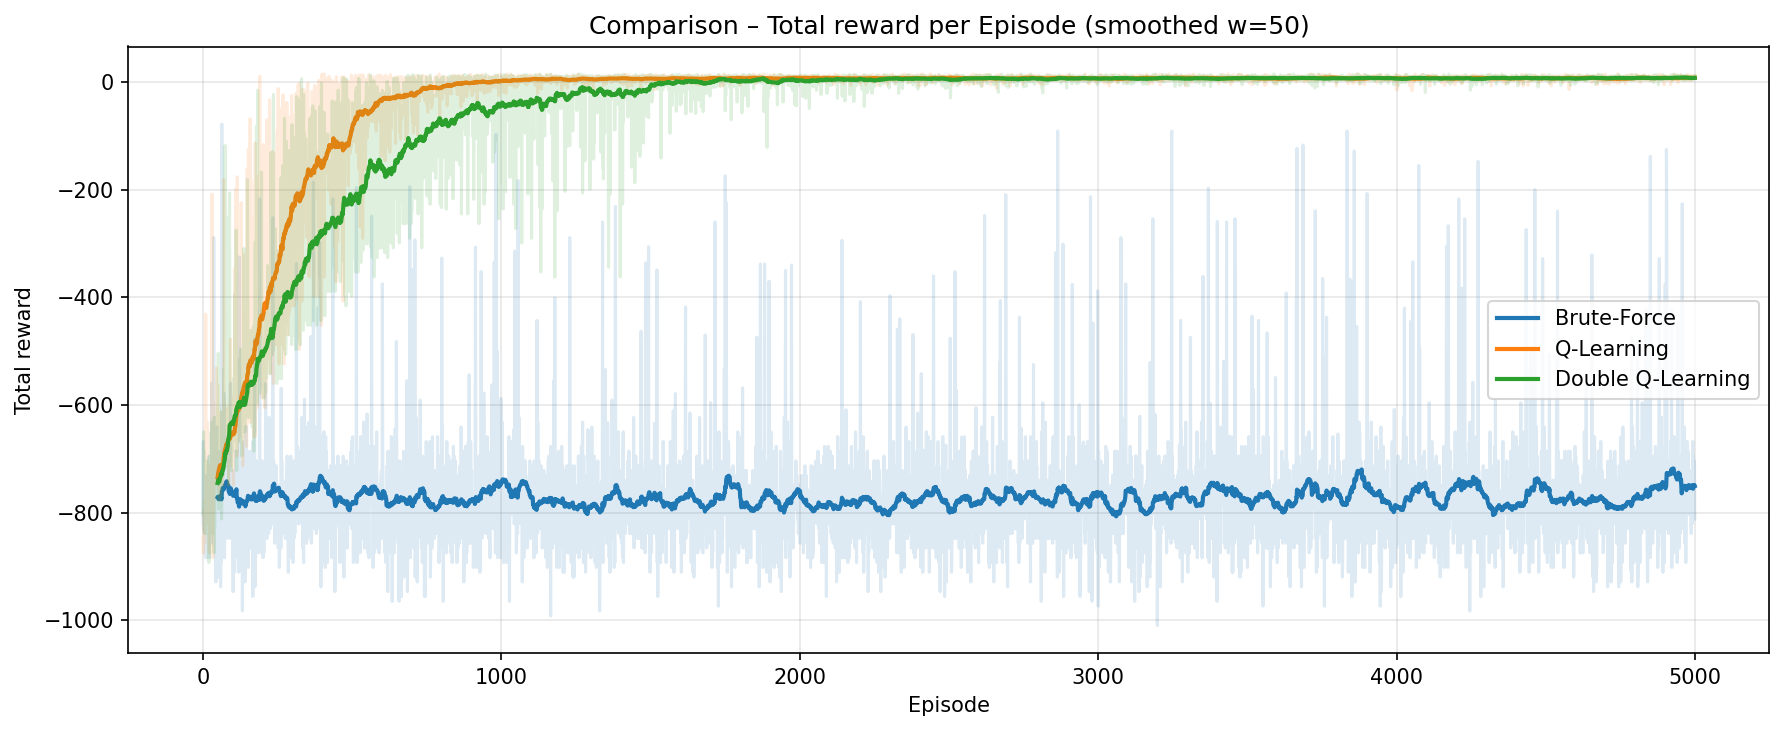 Comparison – Total reward per Episode (smoothed w=50)
Total reward
0
−200
−400
−600
−800
−1000
Brute-Force
Q-Learning
Double Q-Learning
0 1000 2000 3000 4000 5000
Episode